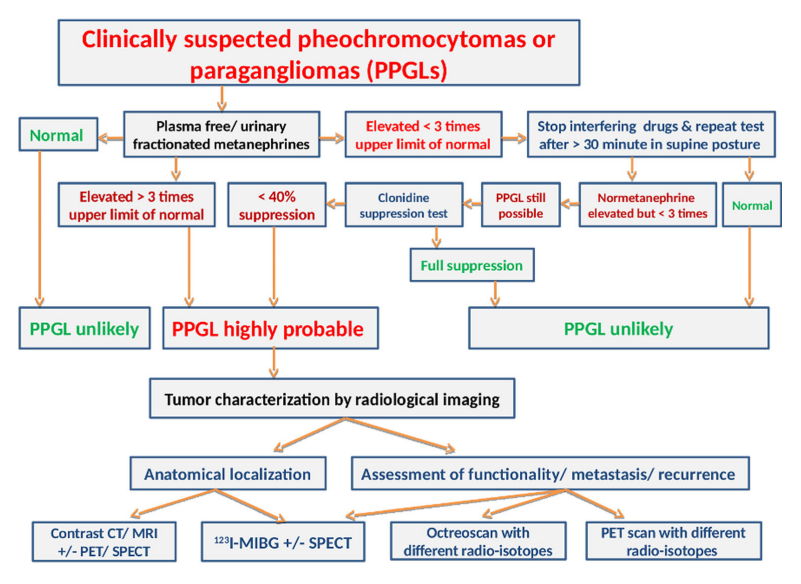 Clinically suspected pheochromocytomas or
paragangliomas (PPGLs)
Normal
Plasma free/ urinary
fractionated metanephrines
Elevated < 3 times
upper limit of normal
Stop interfering drugs & repeat test
after > 30 minute in supine posture
Elevated > 3 times
upper limit of normal
< 40%
suppression
Clonidine
suppression test
PPGL still
possible
Normetanephrine
elevated but < 3 times
Normal
Full suppression
PPGL unlikely
PPGL highly probable
PPGL unlikely
Tumor characterization by radiological imaging
Anatomical localization
Assessment of functionality/ metastasis/ recurrence
Contrast CT/ MRI
+/- PET/ SPECT
¹²³I-MIBG +/- SPECT
Octreoscan with
different radio-isotopes
PET scan with different
radio-isotopes